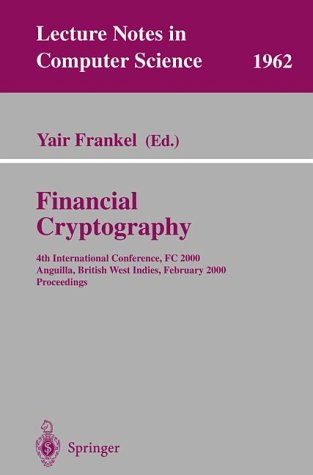 Lecture Notes in
Computer Science 1962
Yair Frankel (Ed.)
Financial
Cryptography
4th International Conference, FC 2000
Anguilla, British West Indies, February 2000
Proceedings
Springer